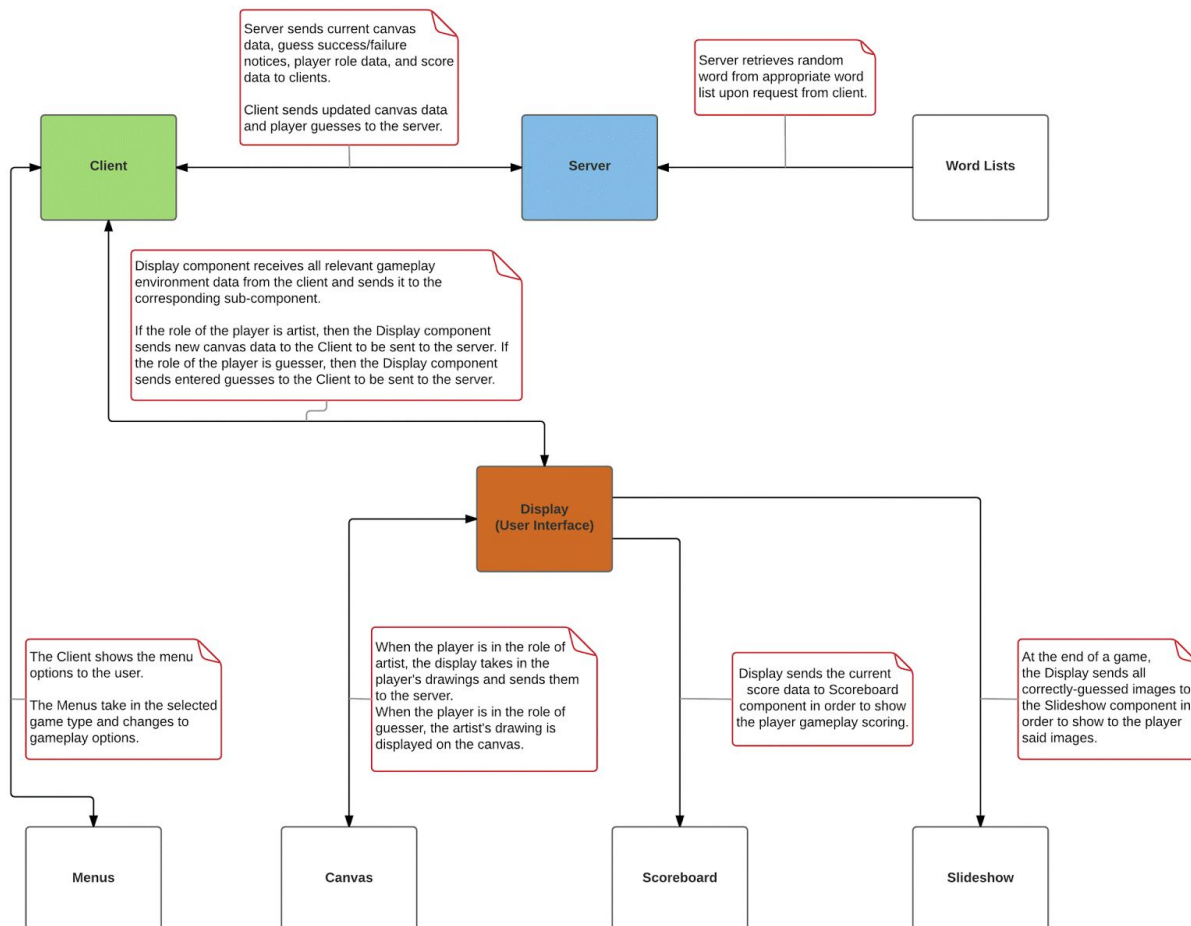 Server sends current canvas
data, guess success/failure
notices, player role data, and score
data to clients.
Client sends updated canvas data
and player guesses to the server.
Server retrieves random
word from appropriate word
list upon request from client.
Client
Server
Word Lists
Display component receives all relevant gameplay
environment data from the client and sends it to the
corresponding sub-component.
If the role of the player is artist, then the Display component
sends new canvas data to the Client to be sent to the server. If
the role of the player is guesser, then the Display component
sends entered guesses to the Client to be sent to the server.
Display
(User Interface)
The Client shows the menu
options to the user.
The Menus take in the selected
game type and changes to
gameplay options.
When the player is in the role of
artist, the display takes in the
player's drawings and sends them
to the server.
When the player is in the role of
guesser, the artist's drawing is
displayed on the canvas.
Display sends the current
score data to Scoreboard
component in order to show
the player gameplay scoring.
At the end of a game,
the Display sends all
correctly-guessed images to
the Slideshow component in
order to show to the player
said images.
Menus
Canvas
Scoreboard
Slideshow